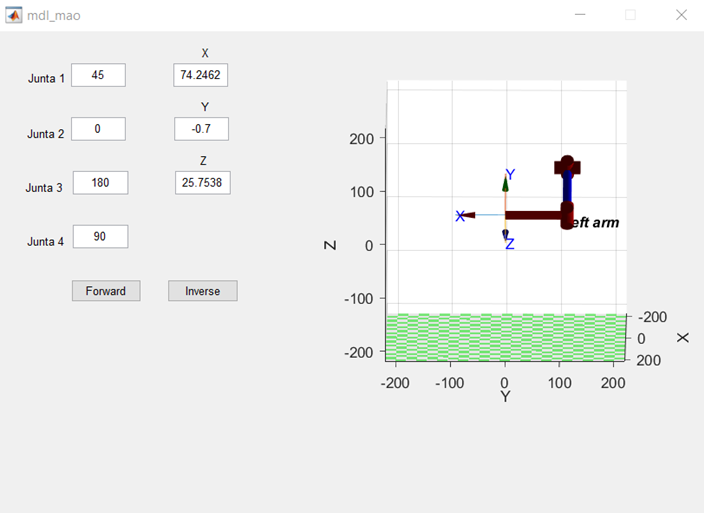 mdl_mao
X
Junta 1 45 74.2462
Y
Junta 2 0 -0.7
Z
Junta 3 180 25.7538
Junta 4 90
Forward Inverse
200
100
0
-100
-200
Z
Y
X
Z
eft arm
-200
0
200
X
-200 -100 0 100 200
Y